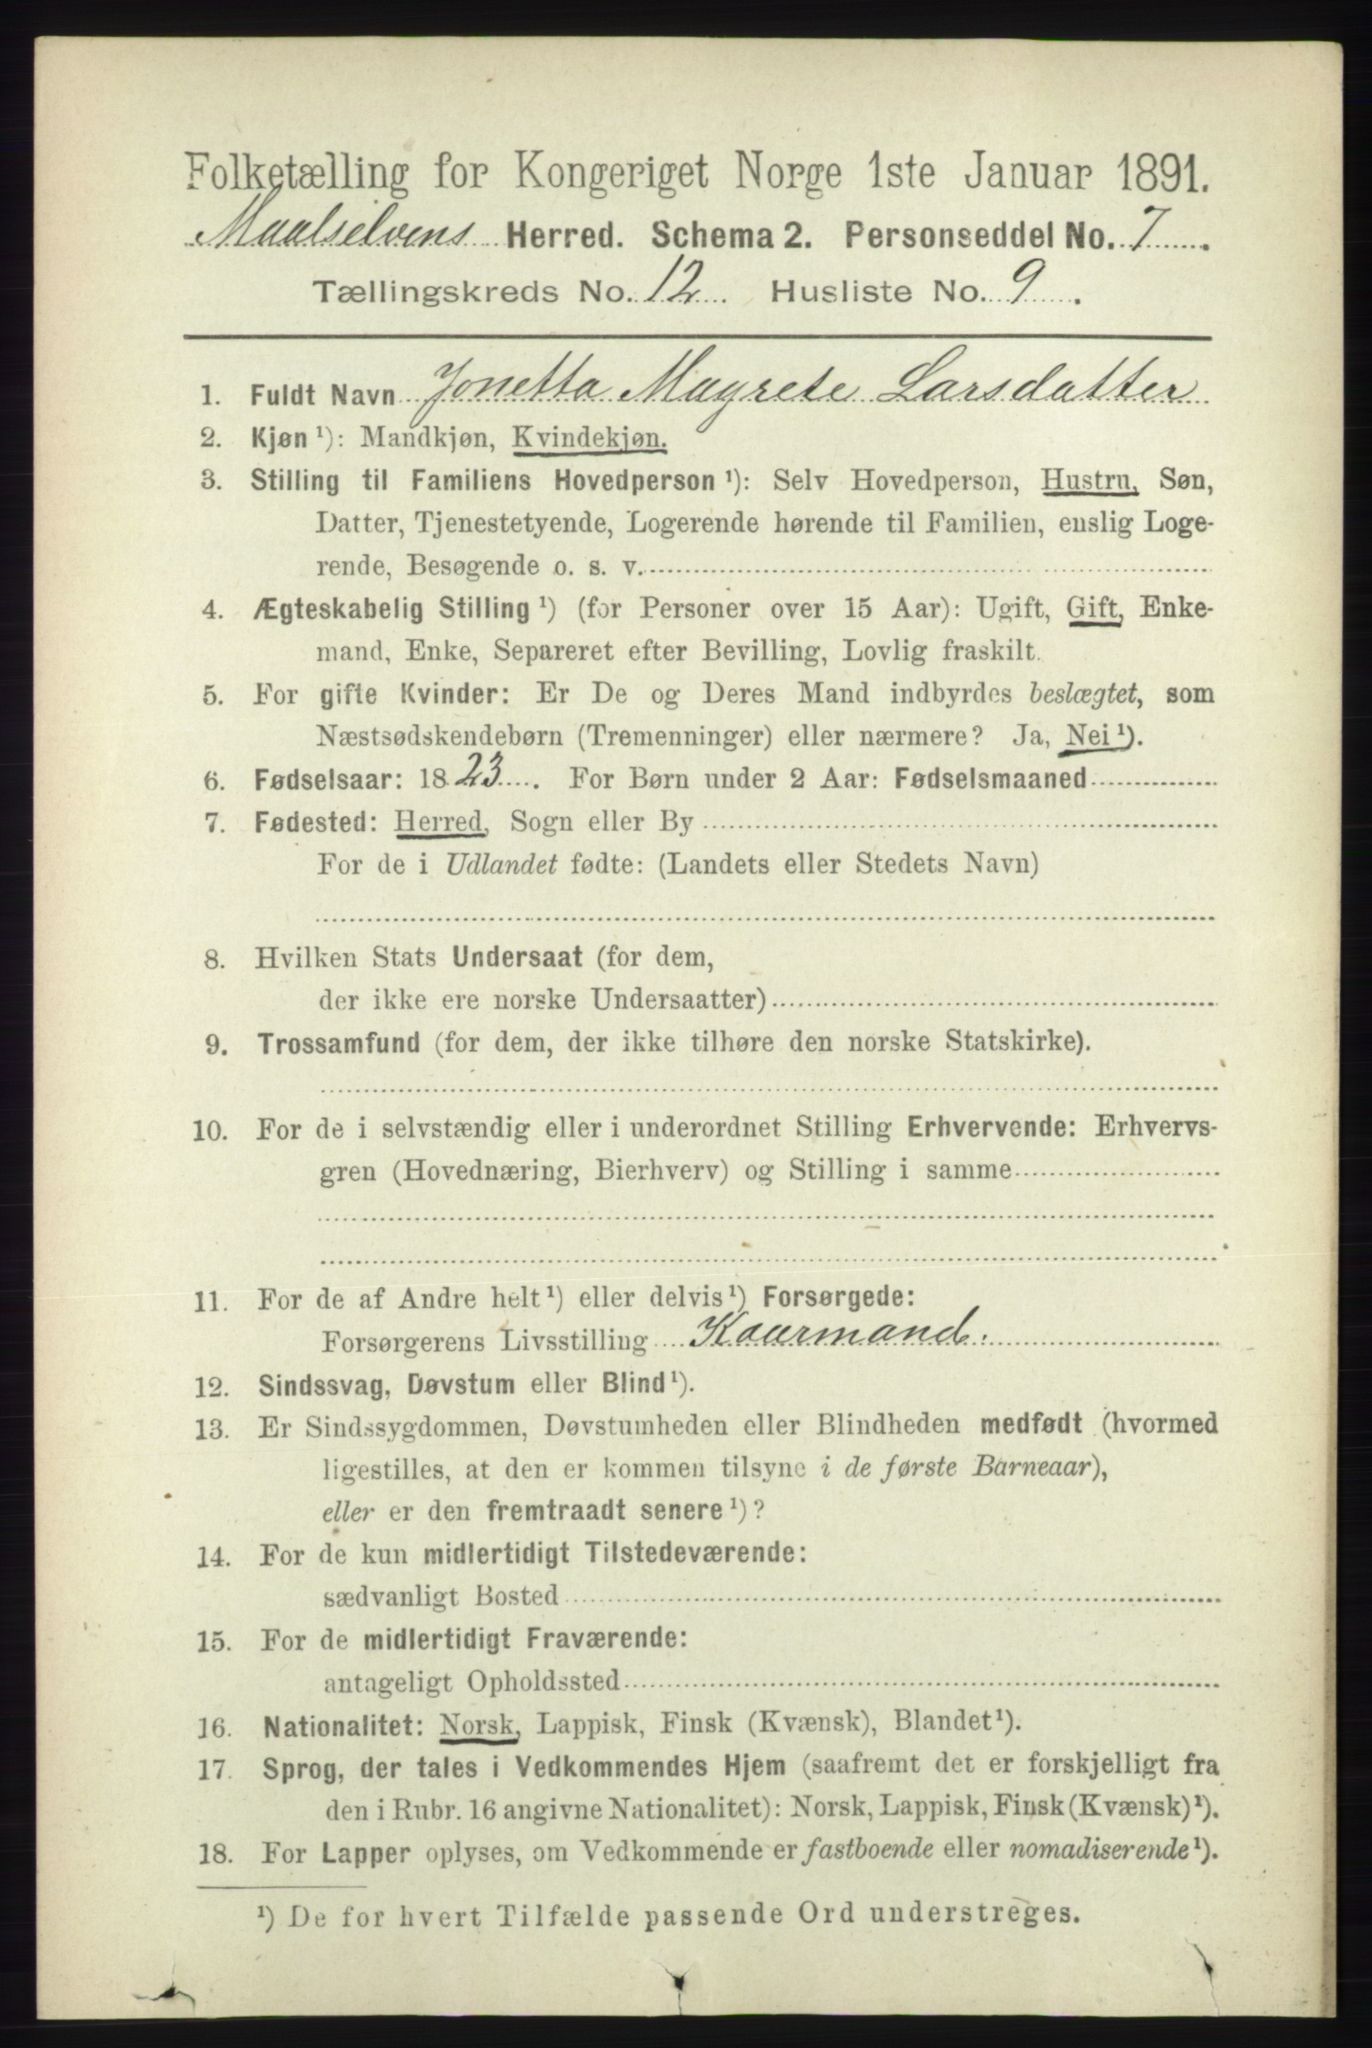 Folketælling for Kongeriget Norge 1ste Januar 1891.
Maalselvens Herred. Schema 2. Personseddel No. 7
Tællingskreds No. 12 Husliste No. 9
1. Fuldt Navn Jonetta Magrete Larsdatter
2. Kjøn ¹): Mandkjøn, Kvindekjøn.
3. Stilling til Familiens Hovedperson ¹): Selv Hovedperson, Hustru, Søn,
Datter, Tjenestetyende, Logerende hørende til Familien, enslig Loge-
rende, Besøgende o. s. v.
4. Ægteskabelig Stilling ¹) (for Personer over 15 Aar): Ugift, Gift, Enke-
mand, Enke, Separeret efter Bevilling, Lovlig fraskilt.
5. For gifte Kvinder: Er De og Deres Mand indbyrdes beslægtet, som
Næstsødskendebørn (Tremenninger) eller nærmere? Ja, Nei ¹).
6. Fødselsaar: 1823. For Børn under 2 Aar: Fødselsmaaned
7. Fødested: Herred, Sogn eller By
For de i Udlandet fødte: (Landets eller Stedets Navn)
8. Hvilken Stats Undersaat (for dem,
der ikke ere norske Undersaatter)
9. Trossamfund (for dem, der ikke tilhøre den norske Statskirke).
10. For de i selvstændig eller i underordnet Stilling Erhvervende: Erhvervs-
gren (Hovednæring, Bierhverv) og Stilling i samme
11. For de af Andre helt ¹) eller delvis ¹) Forsørgede:
Forsørgerens Livsstilling Kaarmand.
12. Sindssvag, Døvstum eller Blind ¹).
13. Er Sindssygdommen, Døvstumheden eller Blindheden medfødt (hvormed
ligestilles, at den er kommen tilsyne i de første Barneaar),
eller er den fremtraadt senere ¹)?
14. For de kun midlertidigt Tilstedeværende:
sædvanligt Bosted
15. For de midlertidigt Fraværende:
antageligt Opholdssted
16. Nationalitet: Norsk, Lappisk, Finsk (Kvænsk), Blandet ¹).
17. Sprog, der tales i Vedkommendes Hjem (saafremt det er forskjelligt fra
den i Rubr. 16 angivne Nationalitet): Norsk, Lappisk, Finsk (Kvænsk) ¹).
18. For Lapper oplyses, om Vedkommende er fastboende eller nomadiserende ¹).
¹) De for hvert Tilfælde passende Ord understreges.